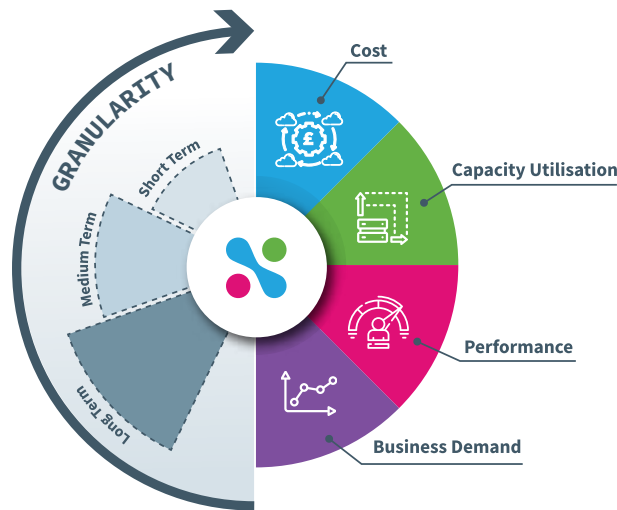 GRANULARITY
Short Term
Medium Term
Long Term
Cost
£
Capacity Utilisation
Performance
Business Demand